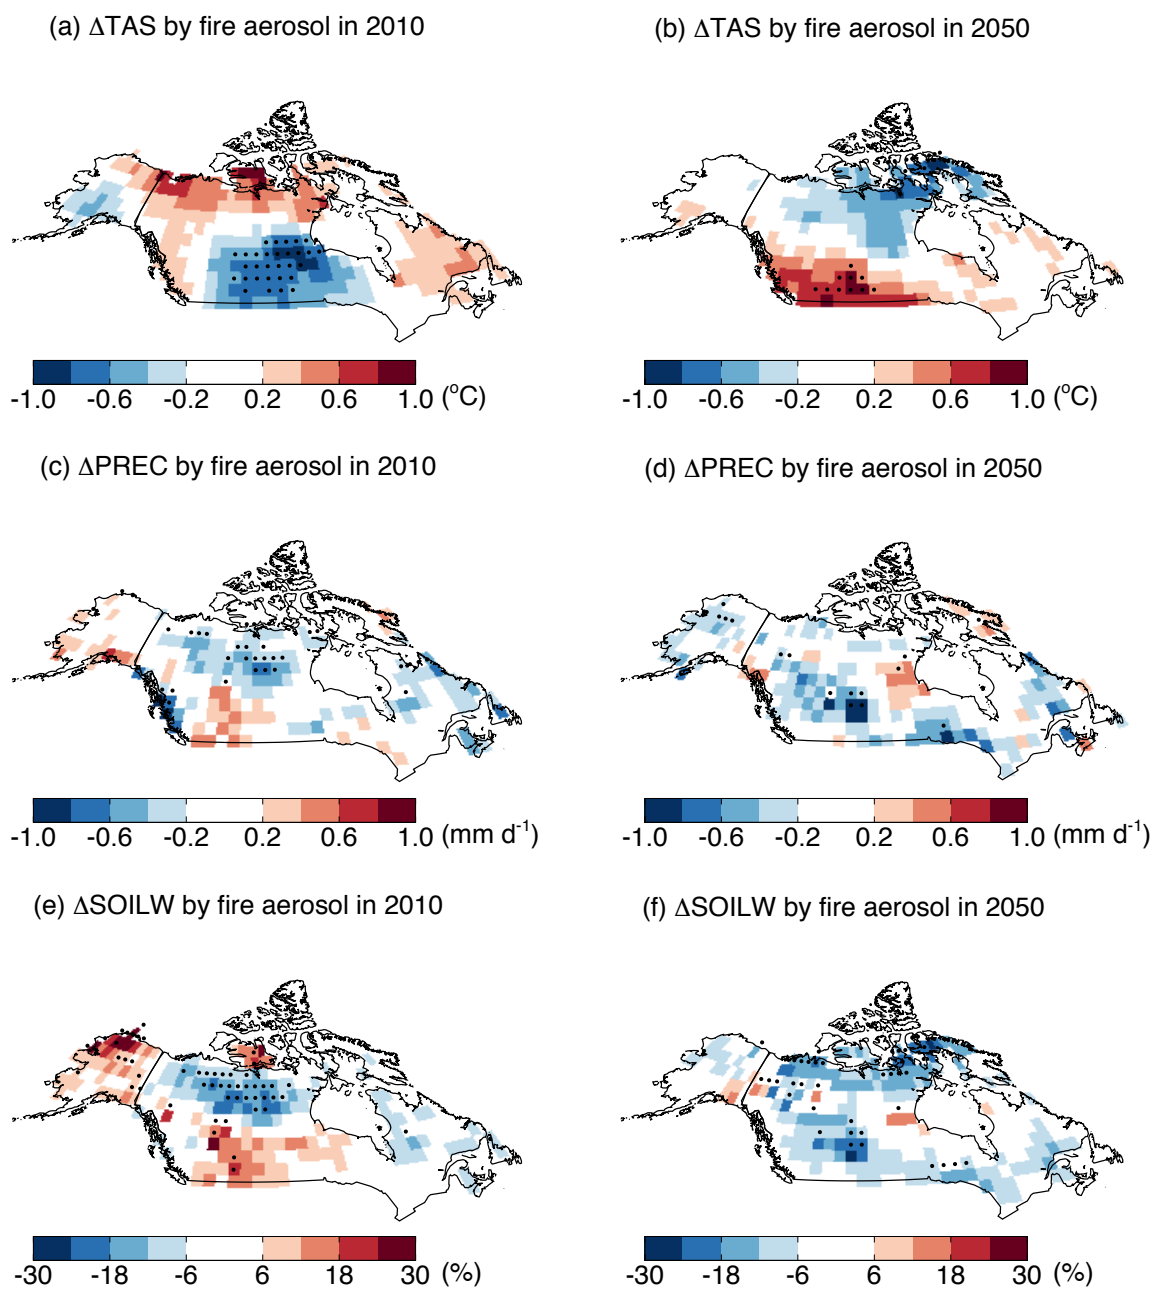 (a) ΔTAS by fire aerosol in 2010
(b) ΔTAS by fire aerosol in 2050
-1.0 -0.6 -0.2 0.2 0.6 1.0 (°C)
-1.0 -0.6 -0.2 0.2 0.6 1.0 (°C)
(c) ΔPREC by fire aerosol in 2010
(d) ΔPREC by fire aerosol in 2050
-1.0 -0.6 -0.2 0.2 0.6 1.0 (mm d⁻¹)
-1.0 -0.6 -0.2 0.2 0.6 1.0 (mm d⁻¹)
(e) ΔSOILW by fire aerosol in 2010
(f) ΔSOILW by fire aerosol in 2050
-30 -18 -6 6 18 30 (%)
-30 -18 -6 6 18 30 (%)